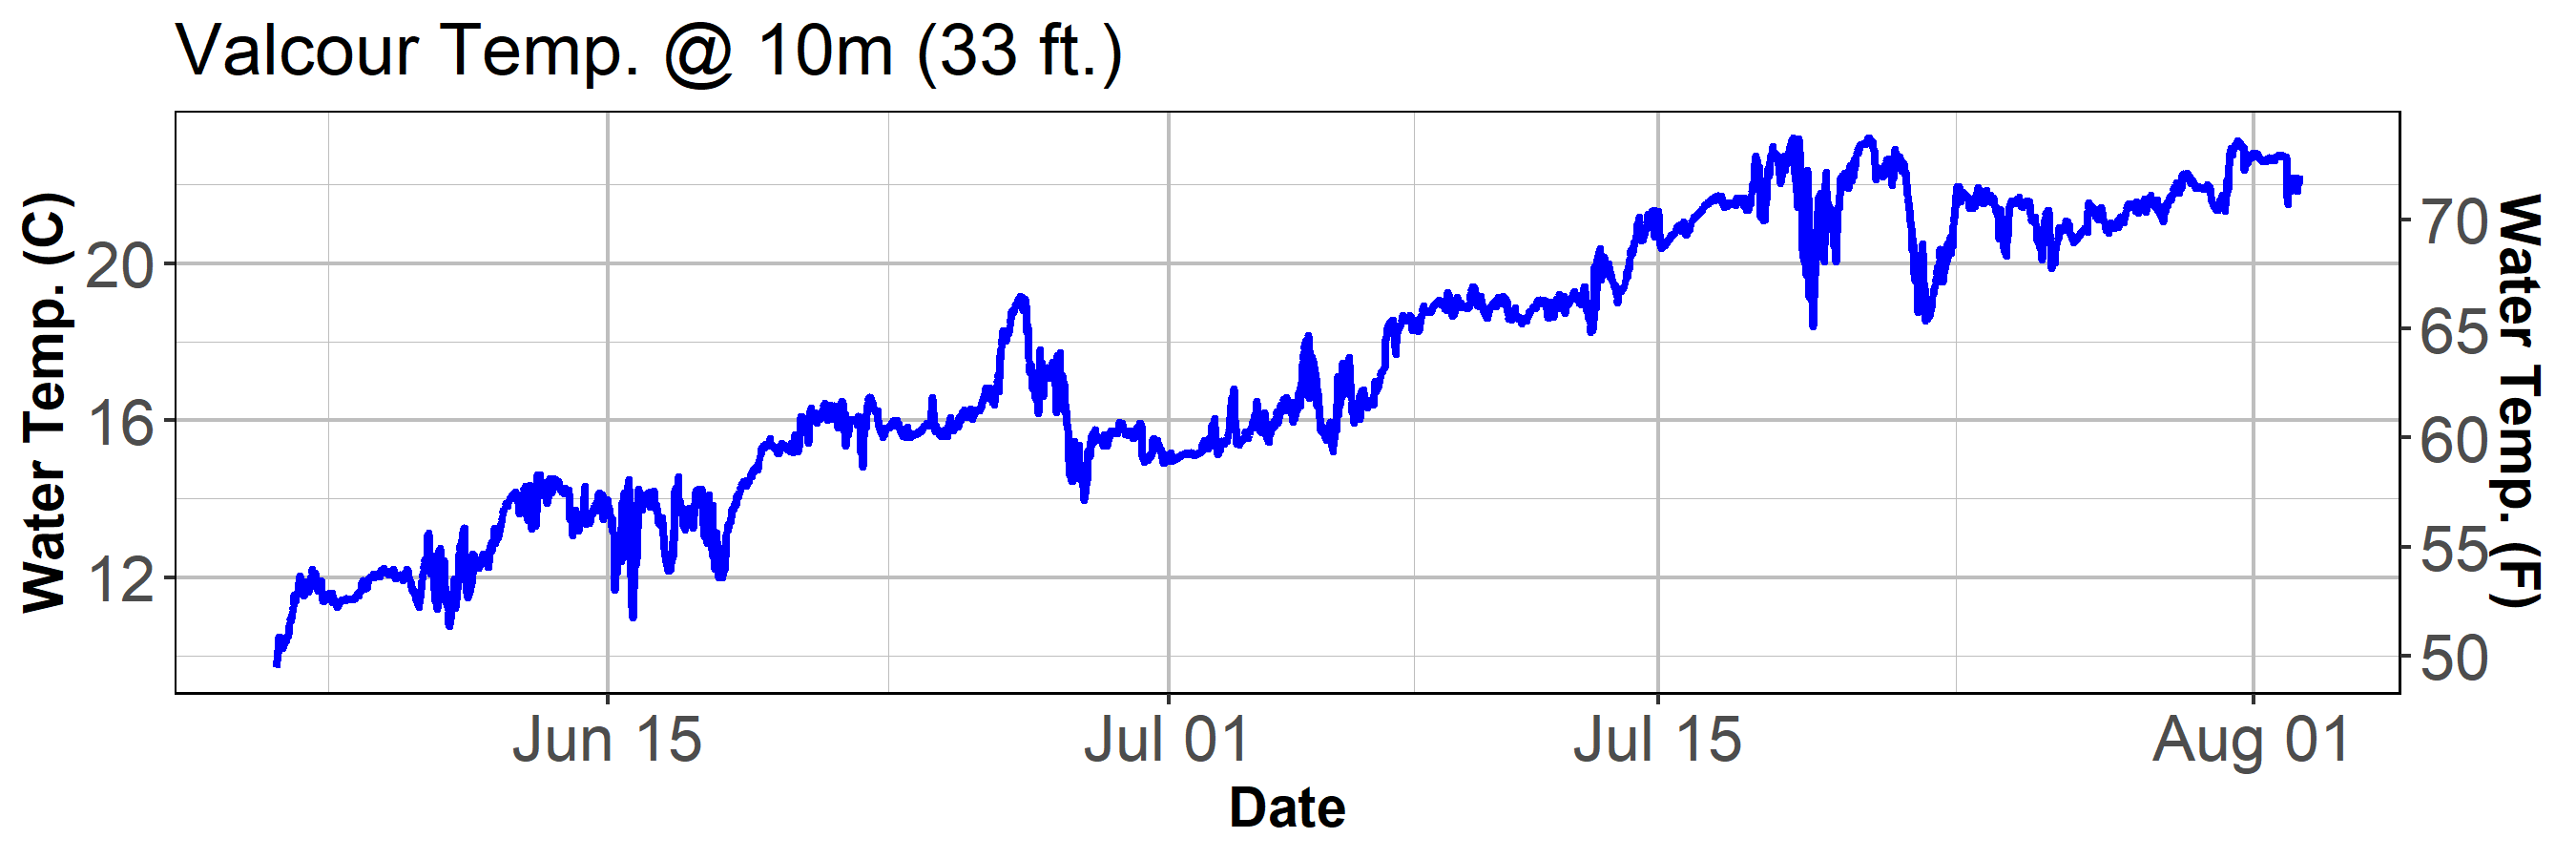 Valcour Temp. @ 10m (33 ft.)
Water Temp. (C)
20
16
12
70
65
60
55
50
Water Temp. (F)
Jun 15
Jul 01
Jul 15
Aug 01
Date